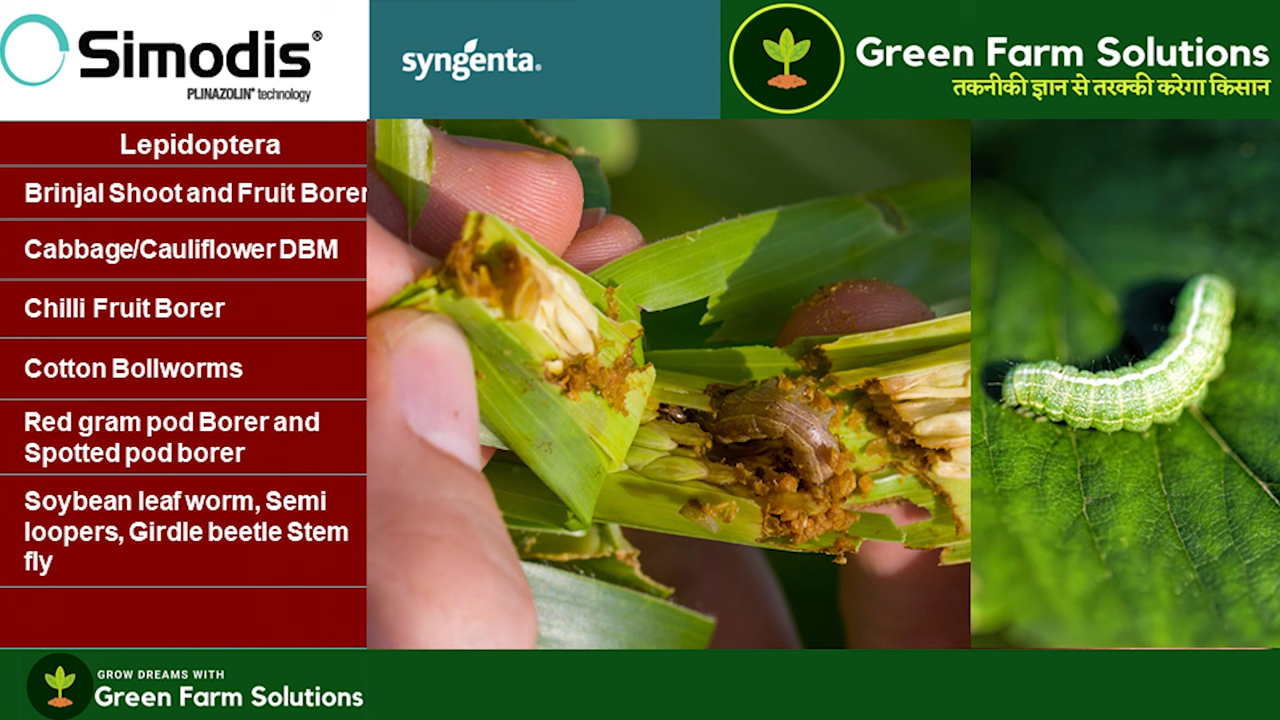 Simodis®
PLINAZOLIN® technology
syngenta®
Green Farm Solutions
तकनीकी ज्ञान से तरक्की करेगा किसान
Lepidoptera
Brinjal Shoot and Fruit Borer
Cabbage/Cauliflower DBM
Chilli Fruit Borer
Cotton Bollworms
Red gram pod Borer and
Spotted pod borer
Soybean leaf worm, Semi
loopers, Girdle beetle Stem
fly
GROW DREAMS WITH
Green Farm Solutions